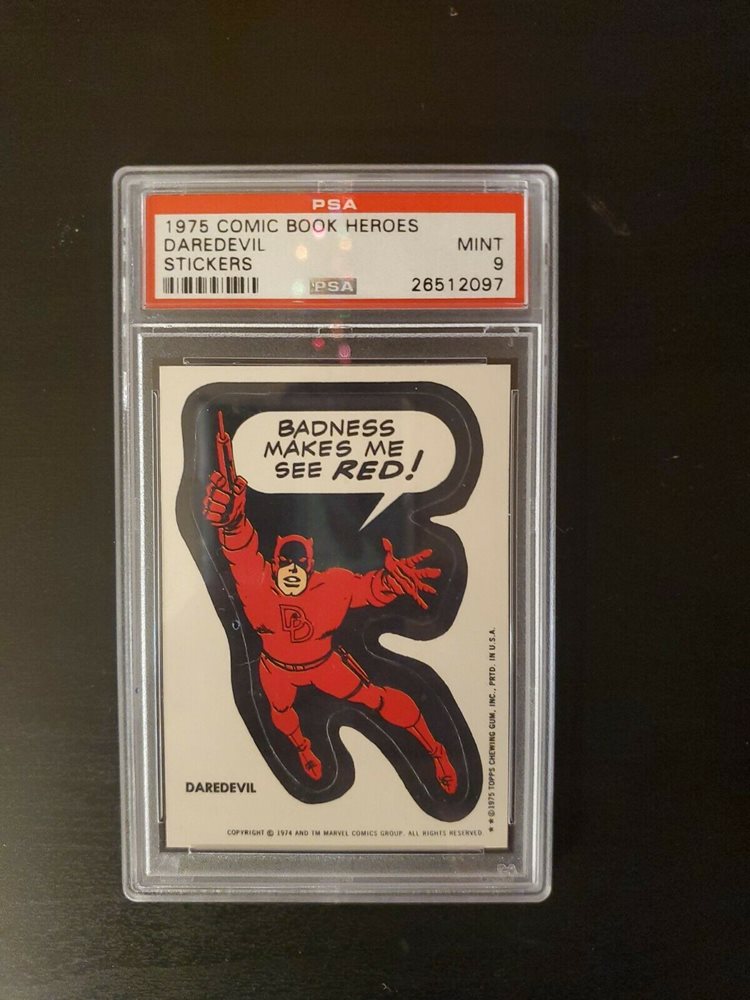 PSA
1975 COMIC BOOK HEROES
DAREDEVIL MINT
STICKERS 9
PSA 26512097
BADNESS
MAKES ME
SEE RED!
DD
DAREDEVIL
COPYRIGHT © 1974 AND TM MARVEL COMICS GROUP. ALL RIGHTS RESERVED
★★©1975 TOPPS CHEWING GUM, INC., PRTD. IN U.S.A.